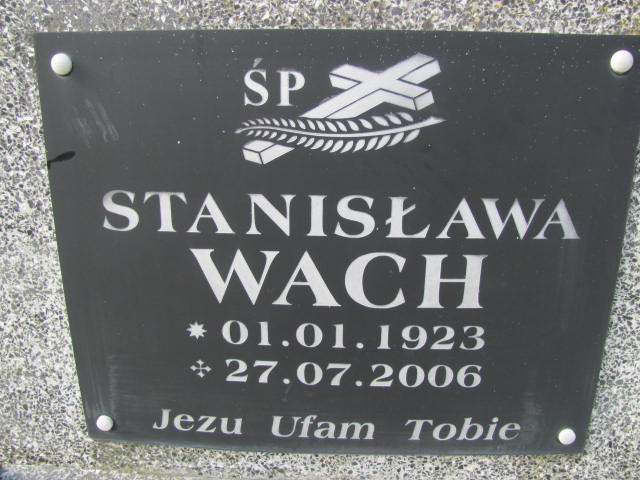 ŚP
STANISŁAWA
WACH
* 01.01.1923
✣ 27.07.2006
Jezu Ufam Tobie